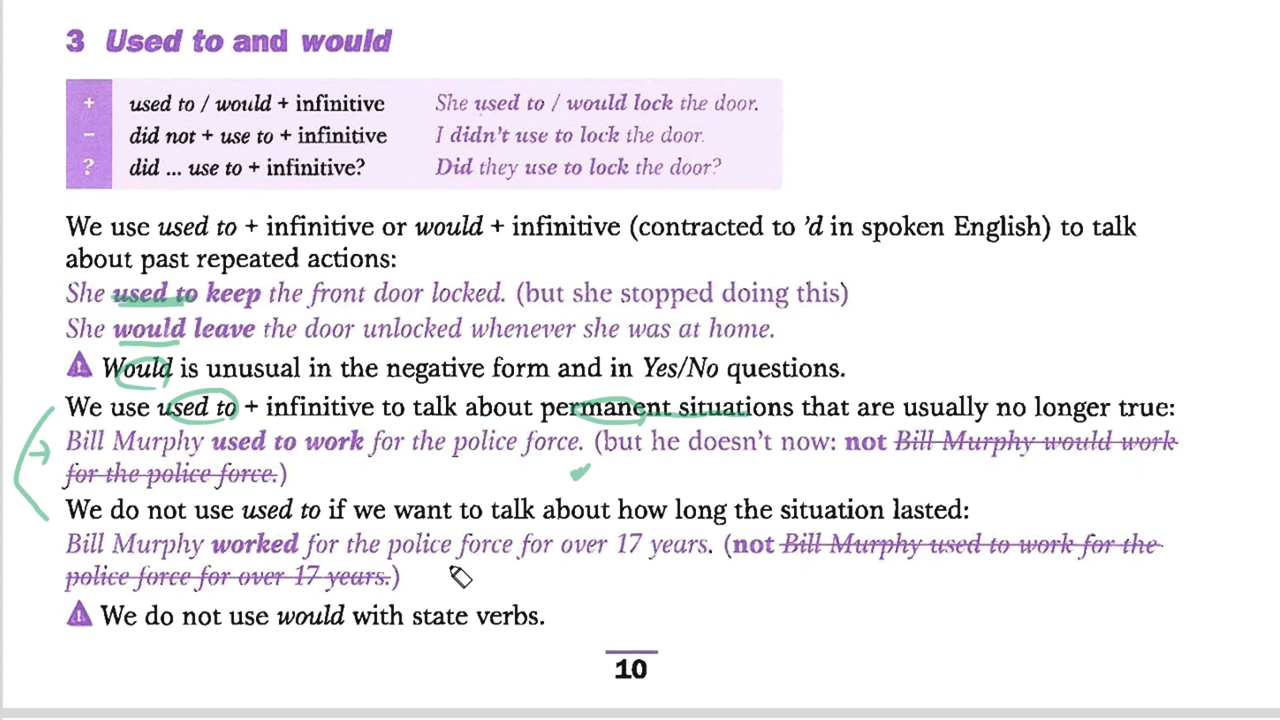 3 Used to and would
+ used to / would + infinitive She used to / would lock the door.
− did not + use to + infinitive I didn't use to lock the door.
? did ... use to + infinitive? Did they use to lock the door?
We use used to + infinitive or would + infinitive (contracted to 'd in spoken English) to talk
about past repeated actions:
She used to keep the front door locked. (but she stopped doing this)
She would leave the door unlocked whenever she was at home.
! Would is unusual in the negative form and in Yes/No questions.
We use used to + infinitive to talk about permanent situations that are usually no longer true:
Bill Murphy used to work for the police force. (but he doesn't now: not Bill Murphy would work
for the police force.)
We do not use used to if we want to talk about how long the situation lasted:
Bill Murphy worked for the police force for over 17 years. (not Bill Murphy used to work for the
police force for over 17 years.)
! We do not use would with state verbs.
10